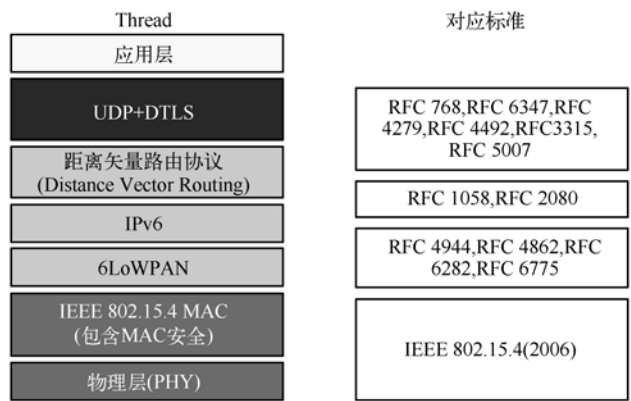 Thread
应用层
UDP+DTLS
距离矢量路由协议
(Distance Vector Routing)
IPv6
6LoWPAN
IEEE 802.15.4 MAC
(包含MAC安全)
物理层(PHY)
对应标准
RFC 768,RFC 6347,RFC
4279,RFC 4492,RFC3315,
RFC 5007
RFC 1058,RFC 2080
RFC 4944,RFC 4862,RFC
6282,RFC 6775
IEEE 802.15.4(2006)